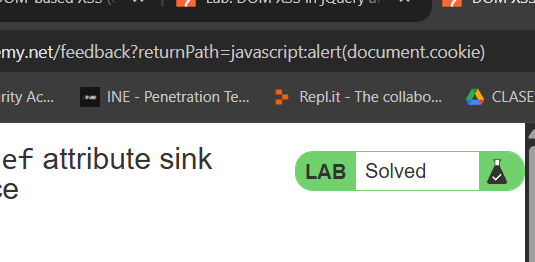 DOM-based XSS (
Lab: DOM XSS in jQuery a
DOM XSS
emy.net/feedback?returnPath=javascript:alert(document.cookie)
rity Ac...
INE - Penetration Te...
Repl.it - The collabo...
CLASE
ef attribute sink
ce
LAB
Solved